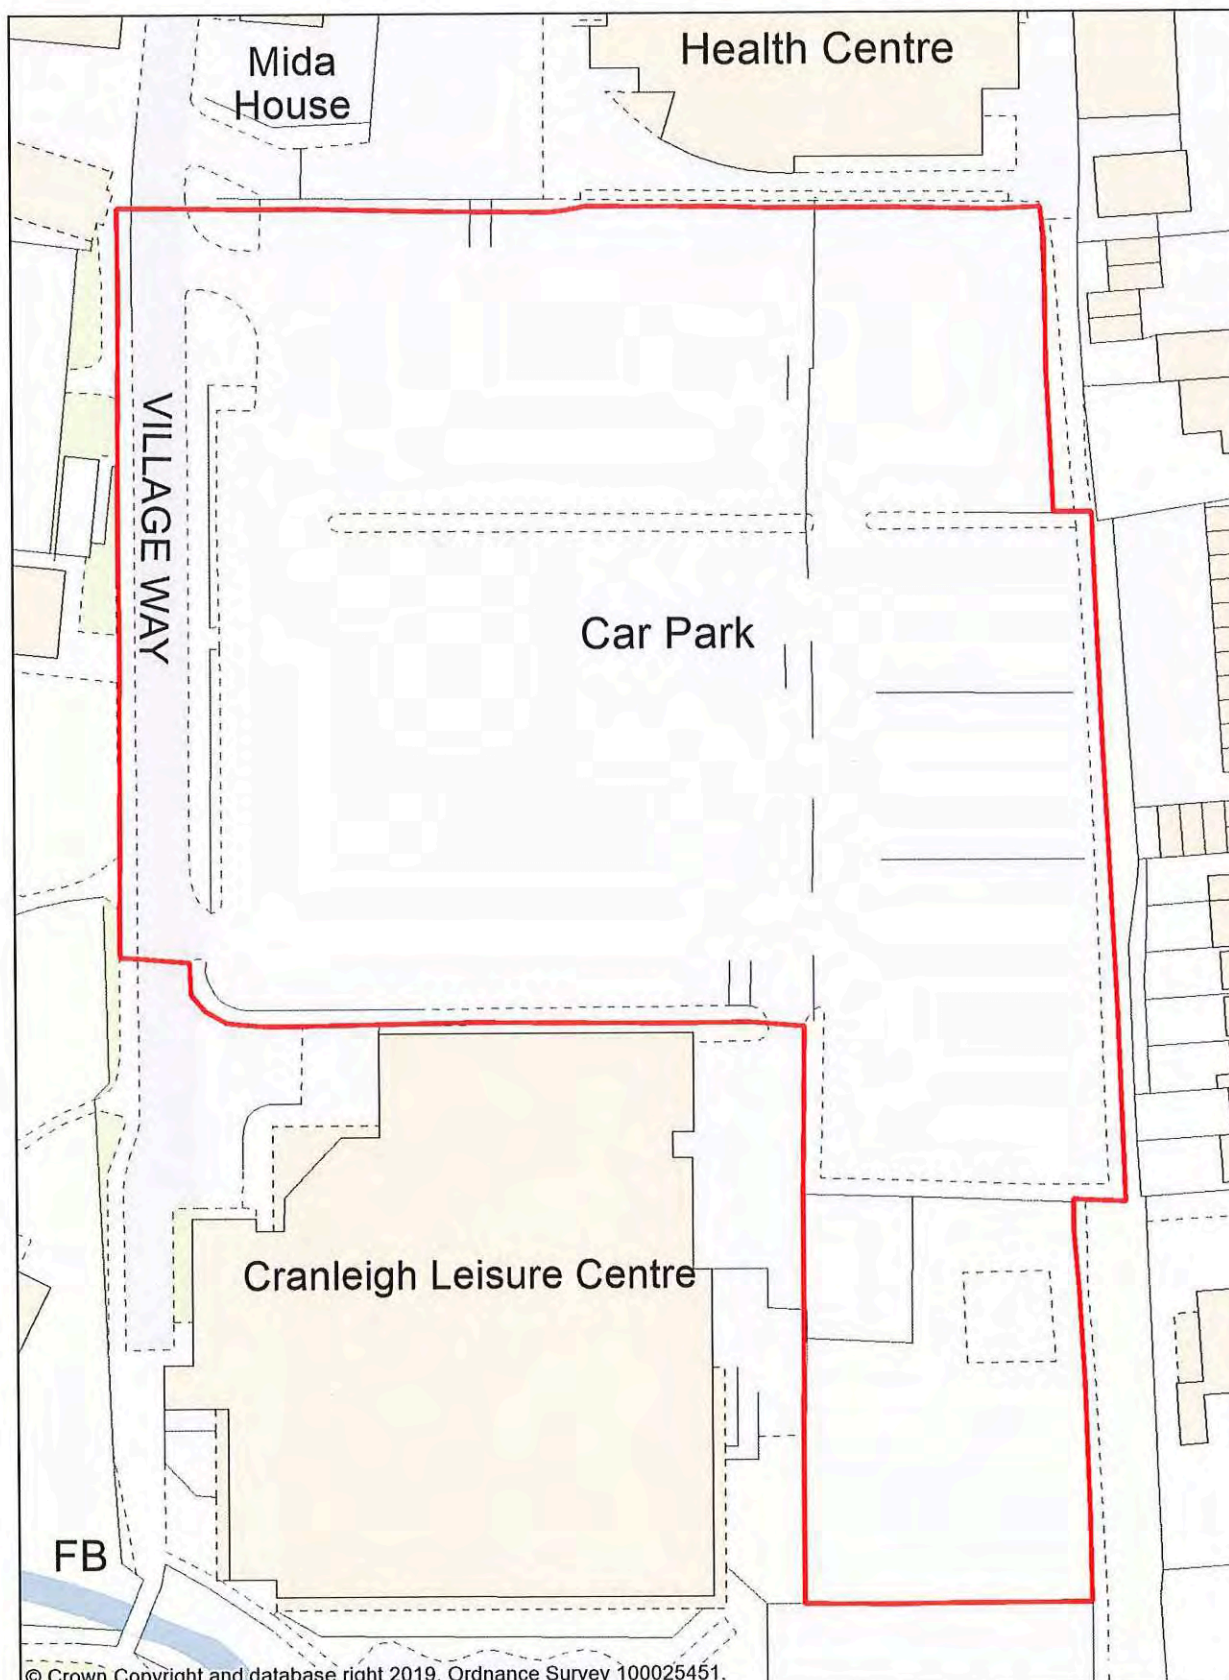 Mida
House
Health Centre
VILLAGE WAY
Car Park
Cranleigh Leisure Centre
FB
© Crown Copyright and database right 2019. Ordnance Survey 100025451.